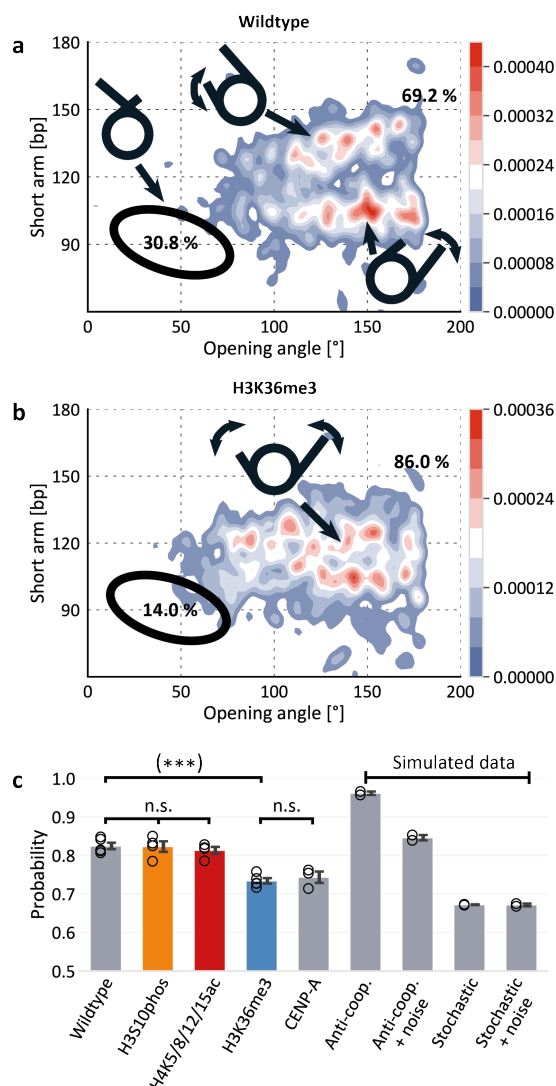 Wildtype
a
180
150
120
90
60
Short arm [bp]
69.2 %
30.8 %
0
50
100
150
200
Opening angle [°]
0.00040
0.00032
0.00024
0.00016
0.00008
0.00000
H3K36me3
b
180
150
120
90
60
Short arm [bp]
86.0 %
14.0 %
0
50
100
150
200
Opening angle [°]
0.00036
0.00024
0.00012
0.00000
c
(***)
Simulated data
n.s.
n.s.
1.0
0.9
0.8
0.7
0.6
0.5
Probability
Wildtype
H3S10phos
H4K5/8/12/15ac
H3K36me3
CENP-A
Anti-coop.
Anti-coop.
+ noise
Stochastic
Stochastic
+ noise